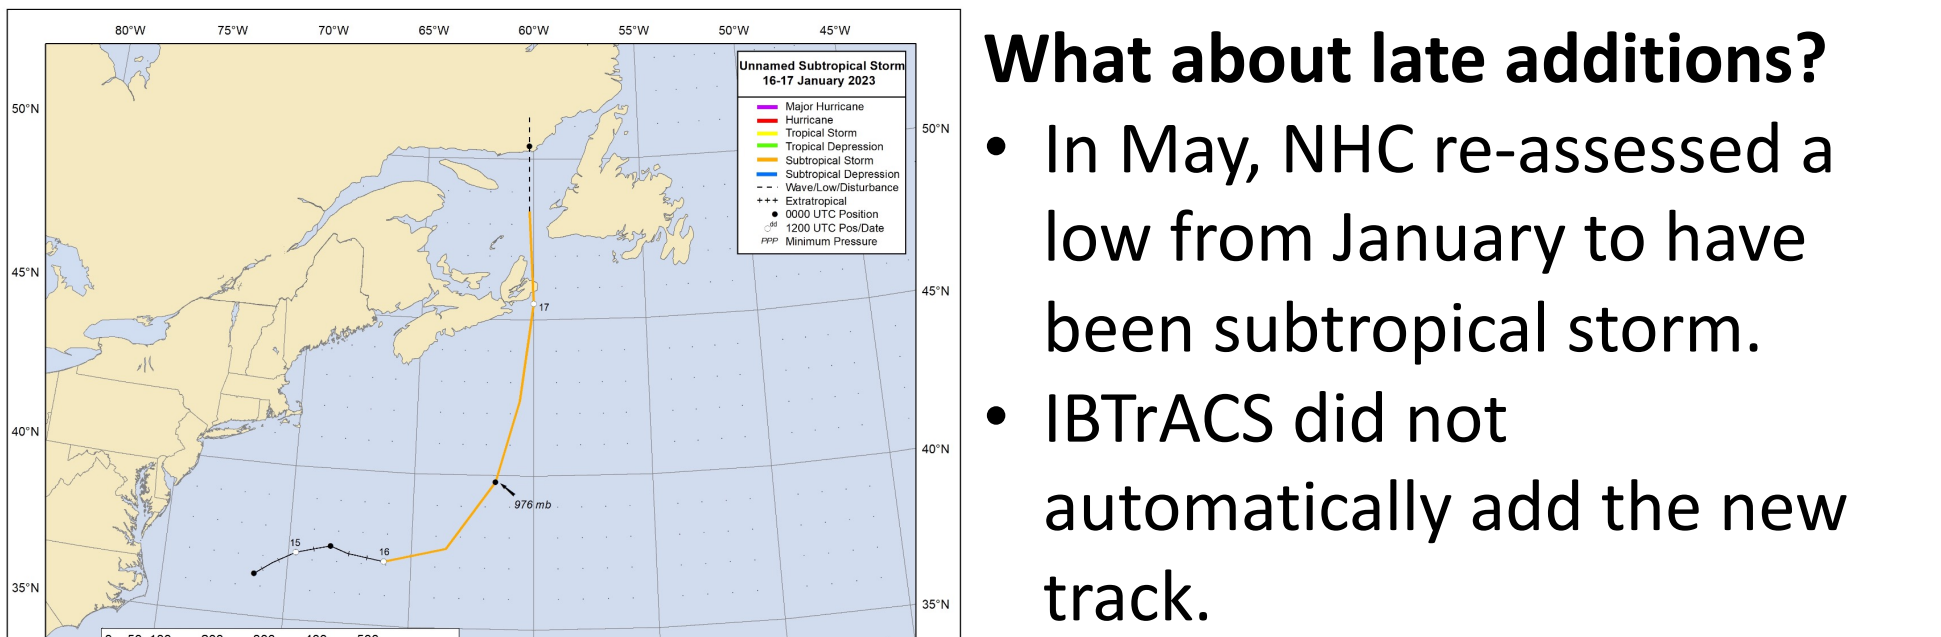 80°W 75°W 70°W 65°W 60°W 55°W 50°W 45°W
Unnamed Subtropical Storm
16-17 January 2023
Major Hurricane
Hurricane
Tropical Storm
Tropical Depression
Subtropical Storm
Subtropical Depression
Wave/Low/Disturbance
Extratropical
0000 UTC Position
dd 1200 UTC Pos/Date
PPP Minimum Pressure
50°N
50°N
45°N
45°N
17
40°N
40°N
976 mb
15
16
35°N
35°N
What about late additions?
• In May, NHC re-assessed a
low from January to have
been subtropical storm.
• IBTrACS did not
automatically add the new
track.